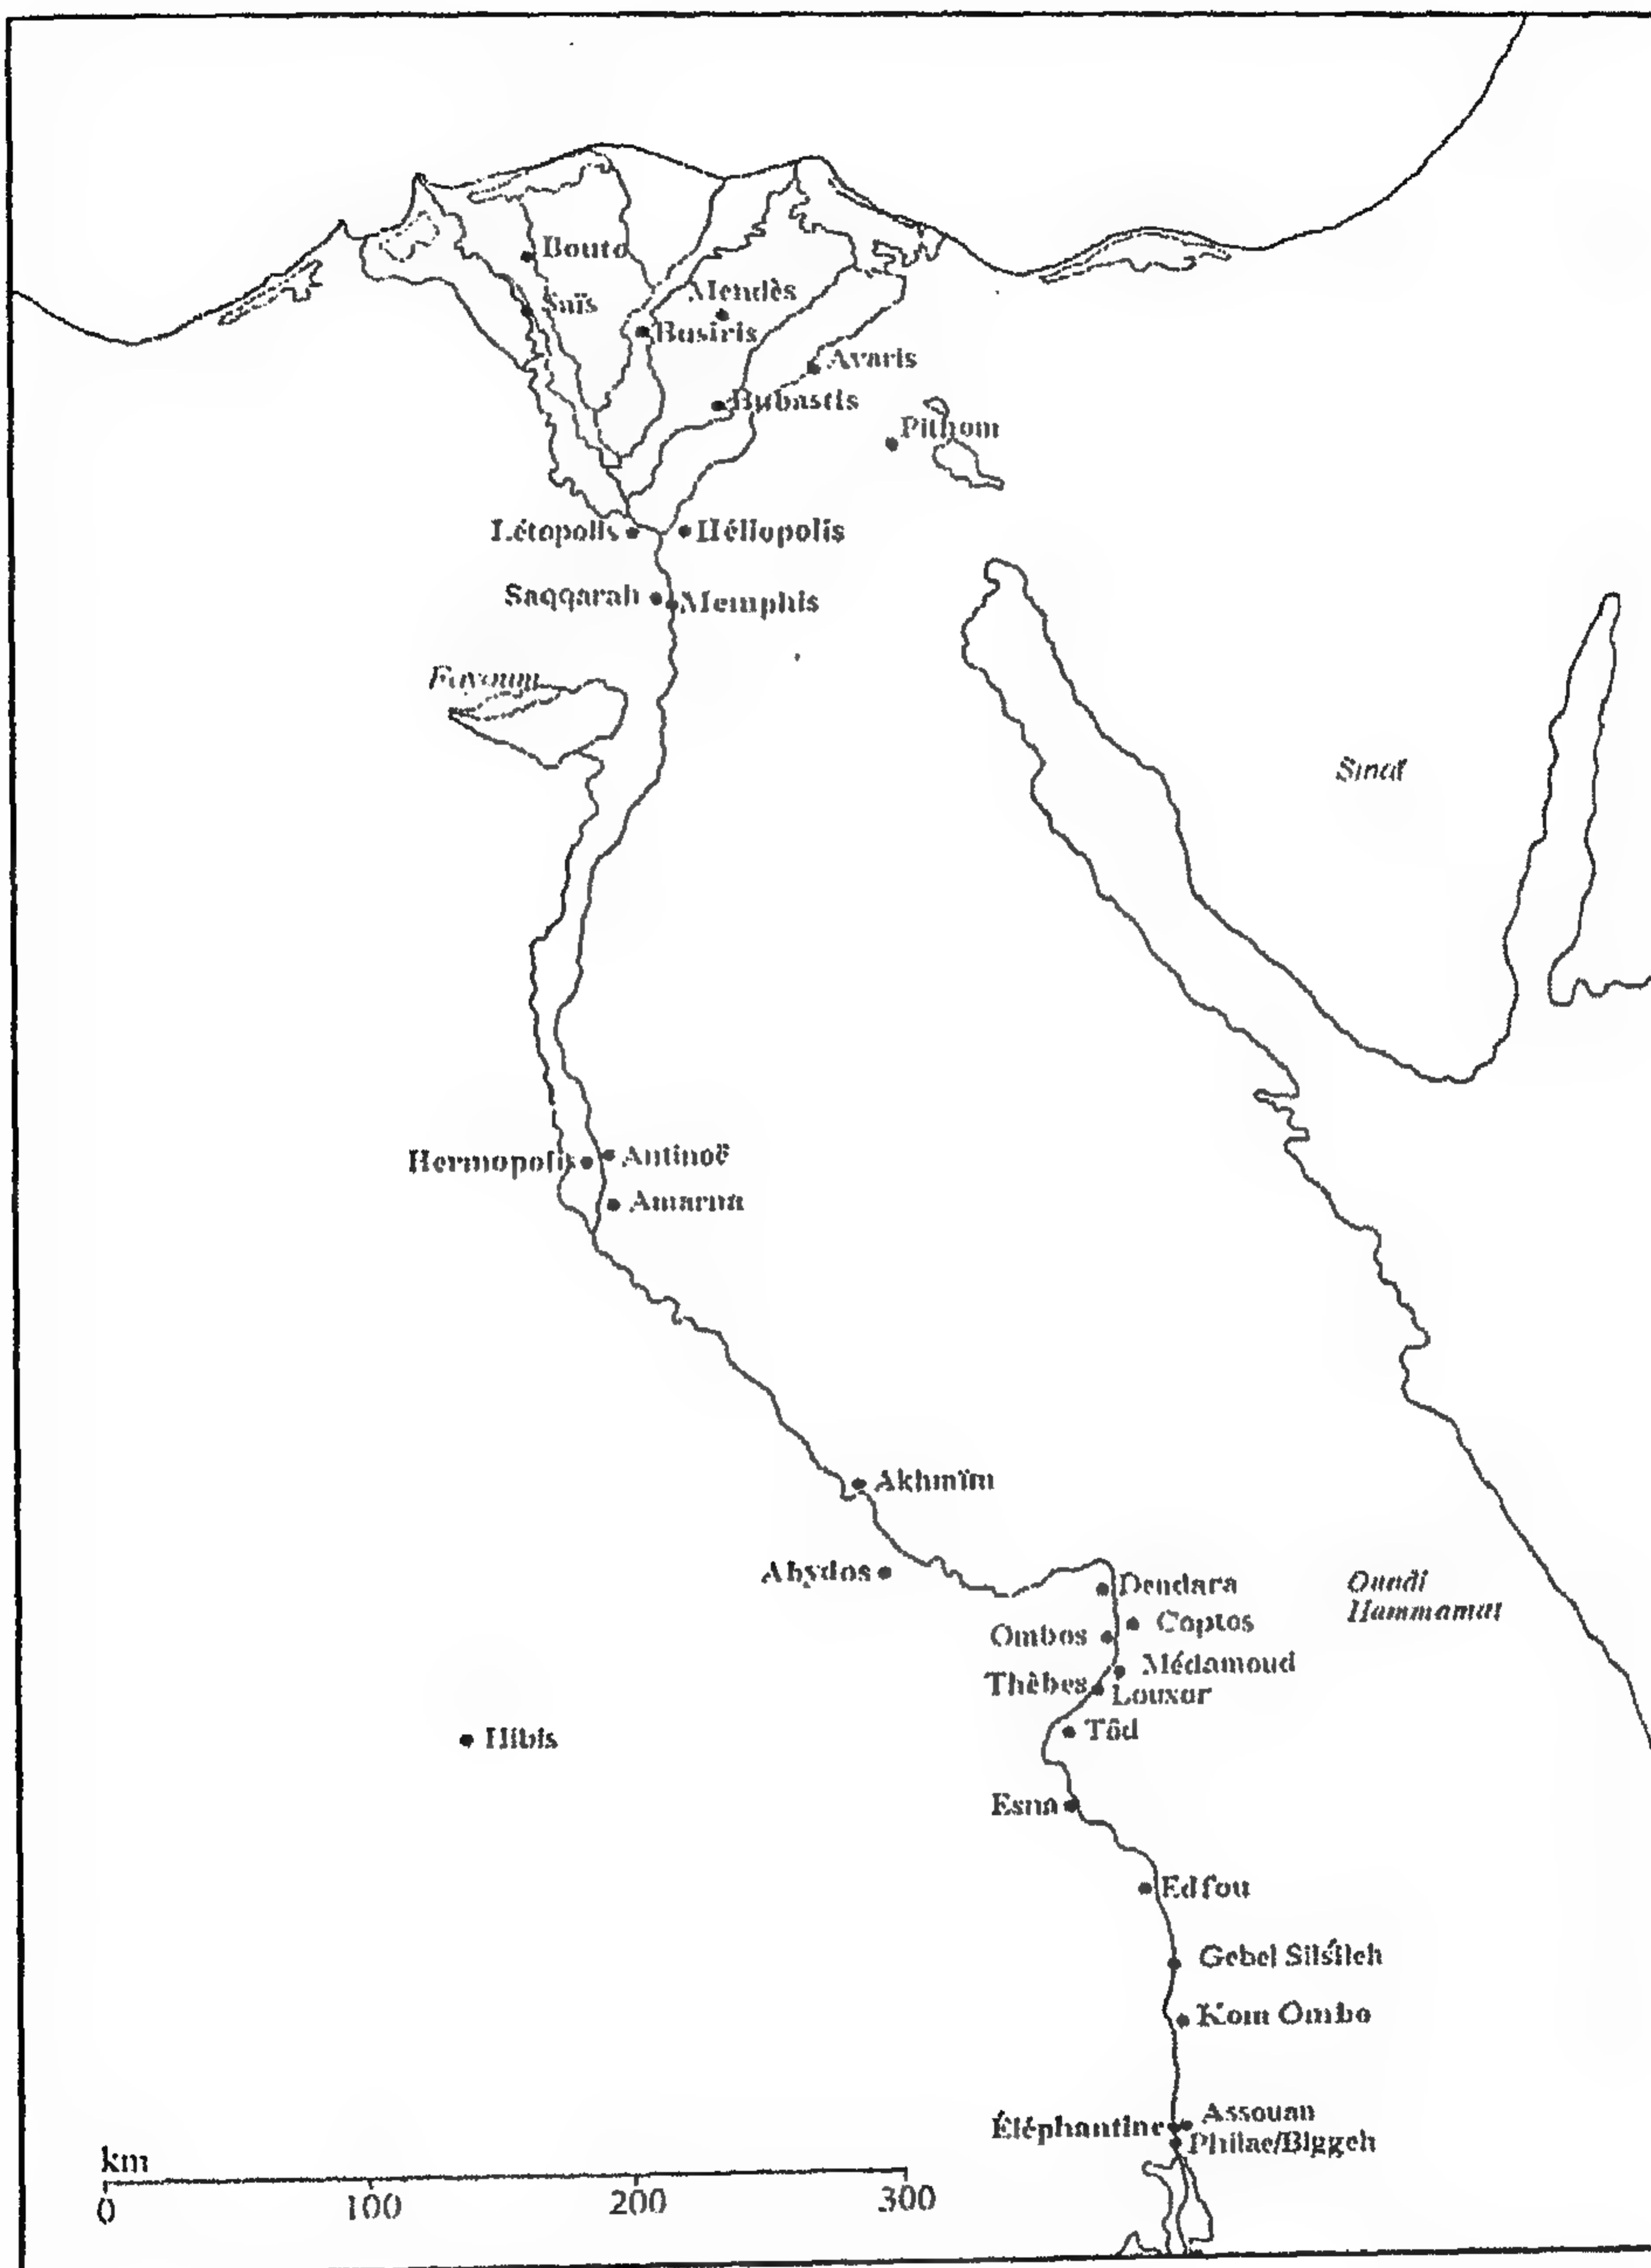 Bouto
Saïs
Mendès
Busiris
Avaris
Bubastis
Pithom
Létopolis
Héliopolis
Saqqarah
Memphis
Fayoum
Sinaï
Hermopolis
Antinoë
Amarna
Akhmïm
Abydos
Dendara
Ouadi
Hammamat
Coptos
Ombos
Médamoud
Thèbes
Louxor
Tôd
Hibis
Esna
Edfou
Gebel Silsileh
Kom Ombo
Éléphantine
Assouan
Philae/Biggeh
km
0 100 200 300